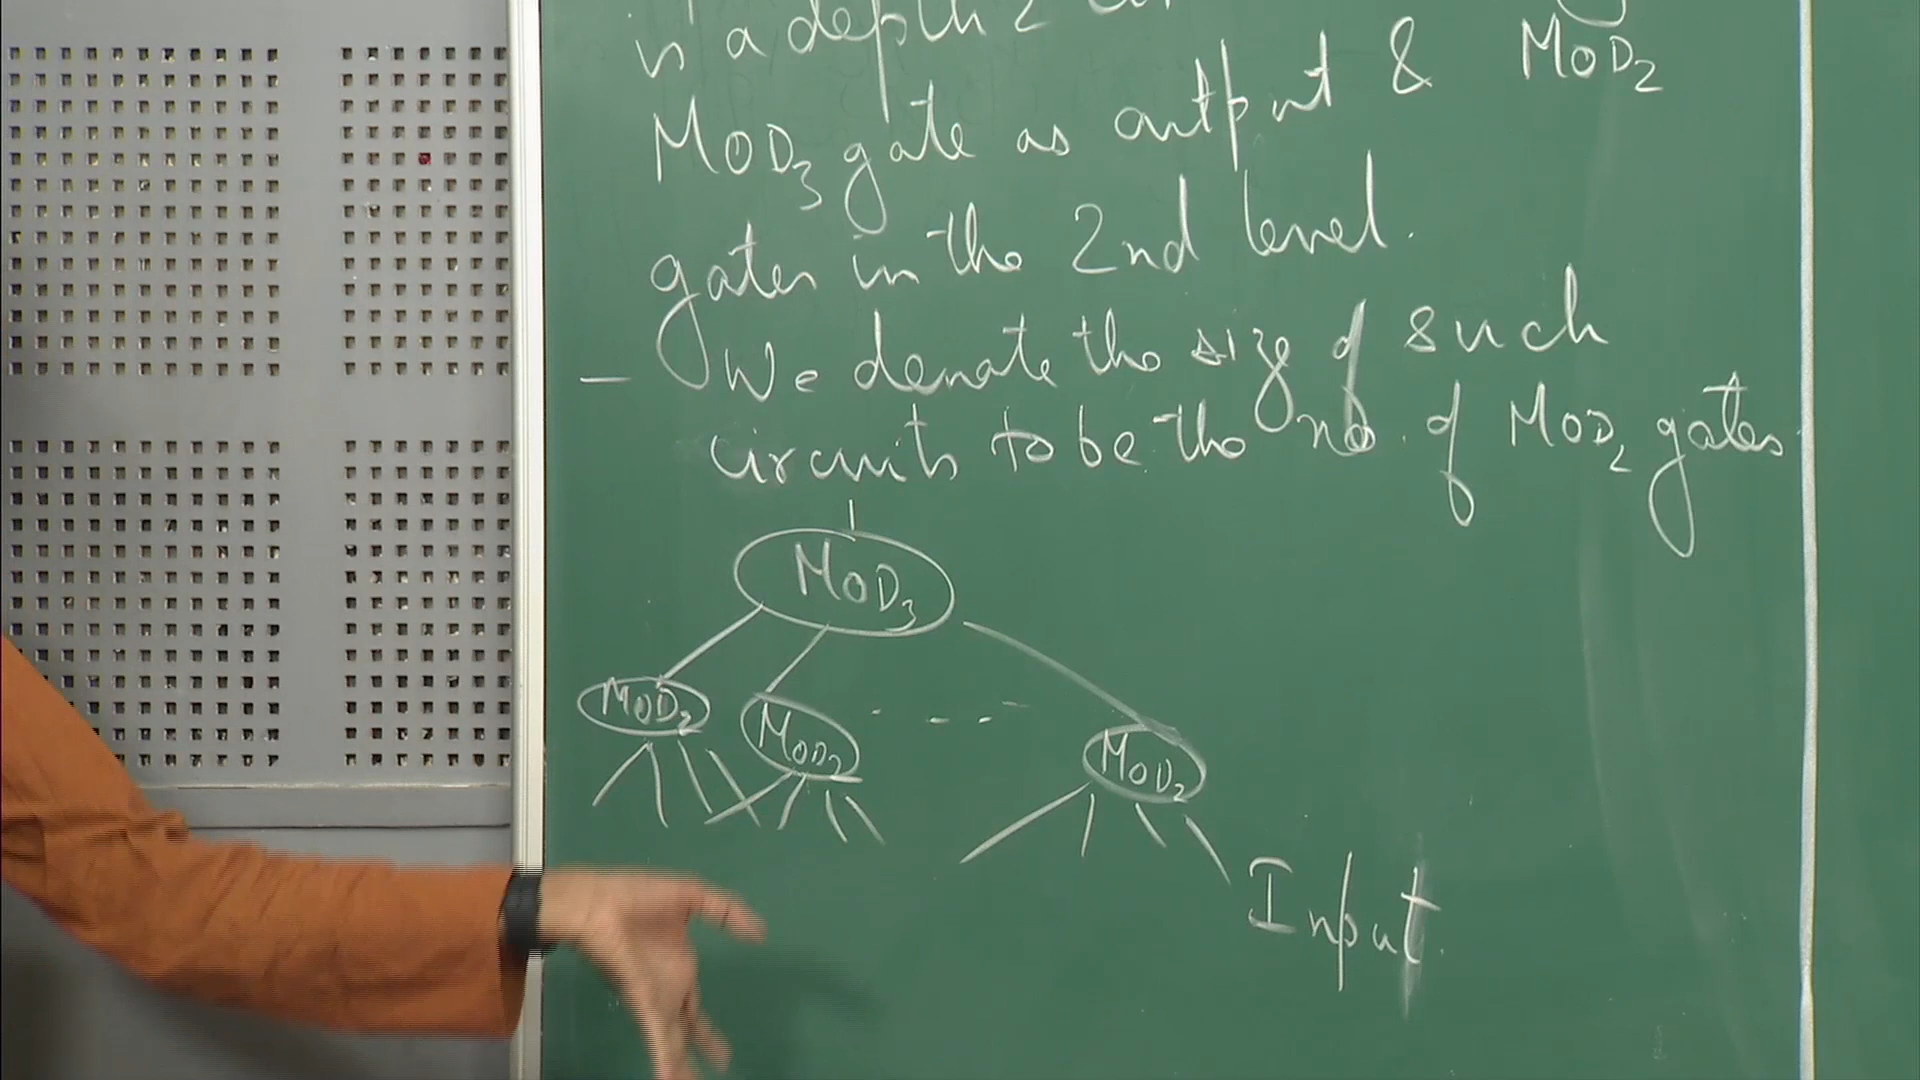 is a depth 2
MOD₃ gate as output & MOD₂
gates in the 2nd level.
– We denote the size of such
circuits to be the no. of MOD₂ gates
MOD₃
MOD₂ MOD₂ - - - MOD₂
Input